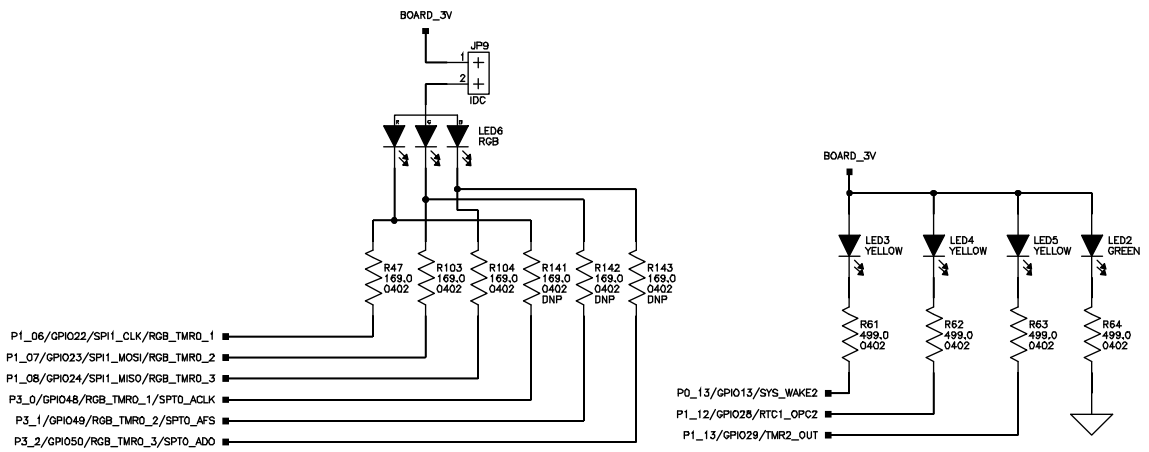 BOARD_3V
JP9
1
2
IDC
R
G
B
LED6
RGB
R47
169.0
0402
R103
169.0
0402
R104
169.0
0402
R141
169.0
0402
DNP
R142
169.0
0402
DNP
R143
169.0
0402
DNP
P1_06/GPIO22/SPI1_CLK/RGB_TMR0_1
P1_07/GPIO23/SPI1_MOSI/RGB_TMR0_2
P1_08/GPIO24/SPI1_MISO/RGB_TMR0_3
P3_0/GPIO48/RGB_TMR0_1/SPT0_ACLK
P3_1/GPIO49/RGB_TMR0_2/SPT0_AFS
P3_2/GPIO50/RGB_TMR0_3/SPT0_AD0
BOARD_3V
LED3
YELLOW
LED4
YELLOW
LED5
YELLOW
LED2
GREEN
R61
499.0
0402
R62
499.0
0402
R63
499.0
0402
R64
499.0
0402
P0_13/GPIO13/SYS_WAKE2
P1_12/GPIO28/RTC1_OPC2
P1_13/GPIO29/TMR2_OUT